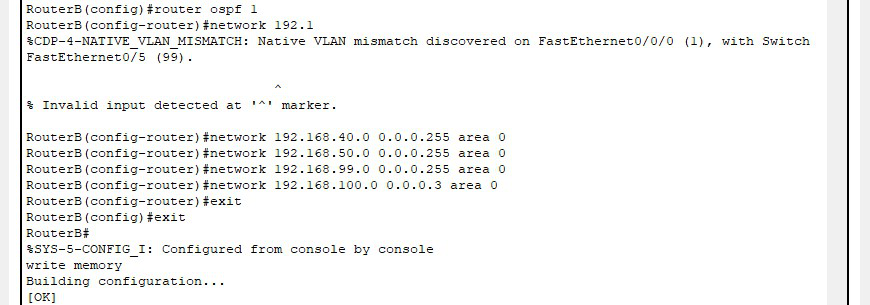 RouterB(config)#router ospf 1
RouterB(config-router)#network 192.1
%CDP-4-NATIVE_VLAN_MISMATCH: Native VLAN mismatch discovered on FastEthernet0/0/0 (1), with Switch
FastEthernet0/5 (99).
^
% Invalid input detected at '^' marker.
RouterB(config-router)#network 192.168.40.0 0.0.0.255 area 0
RouterB(config-router)#network 192.168.50.0 0.0.0.255 area 0
RouterB(config-router)#network 192.168.99.0 0.0.0.255 area 0
RouterB(config-router)#network 192.168.100.0 0.0.0.3 area 0
RouterB(config-router)#exit
RouterB(config)#exit
RouterB#
%SYS-5-CONFIG_I: Configured from console by console
write memory
Building configuration...
[OK]